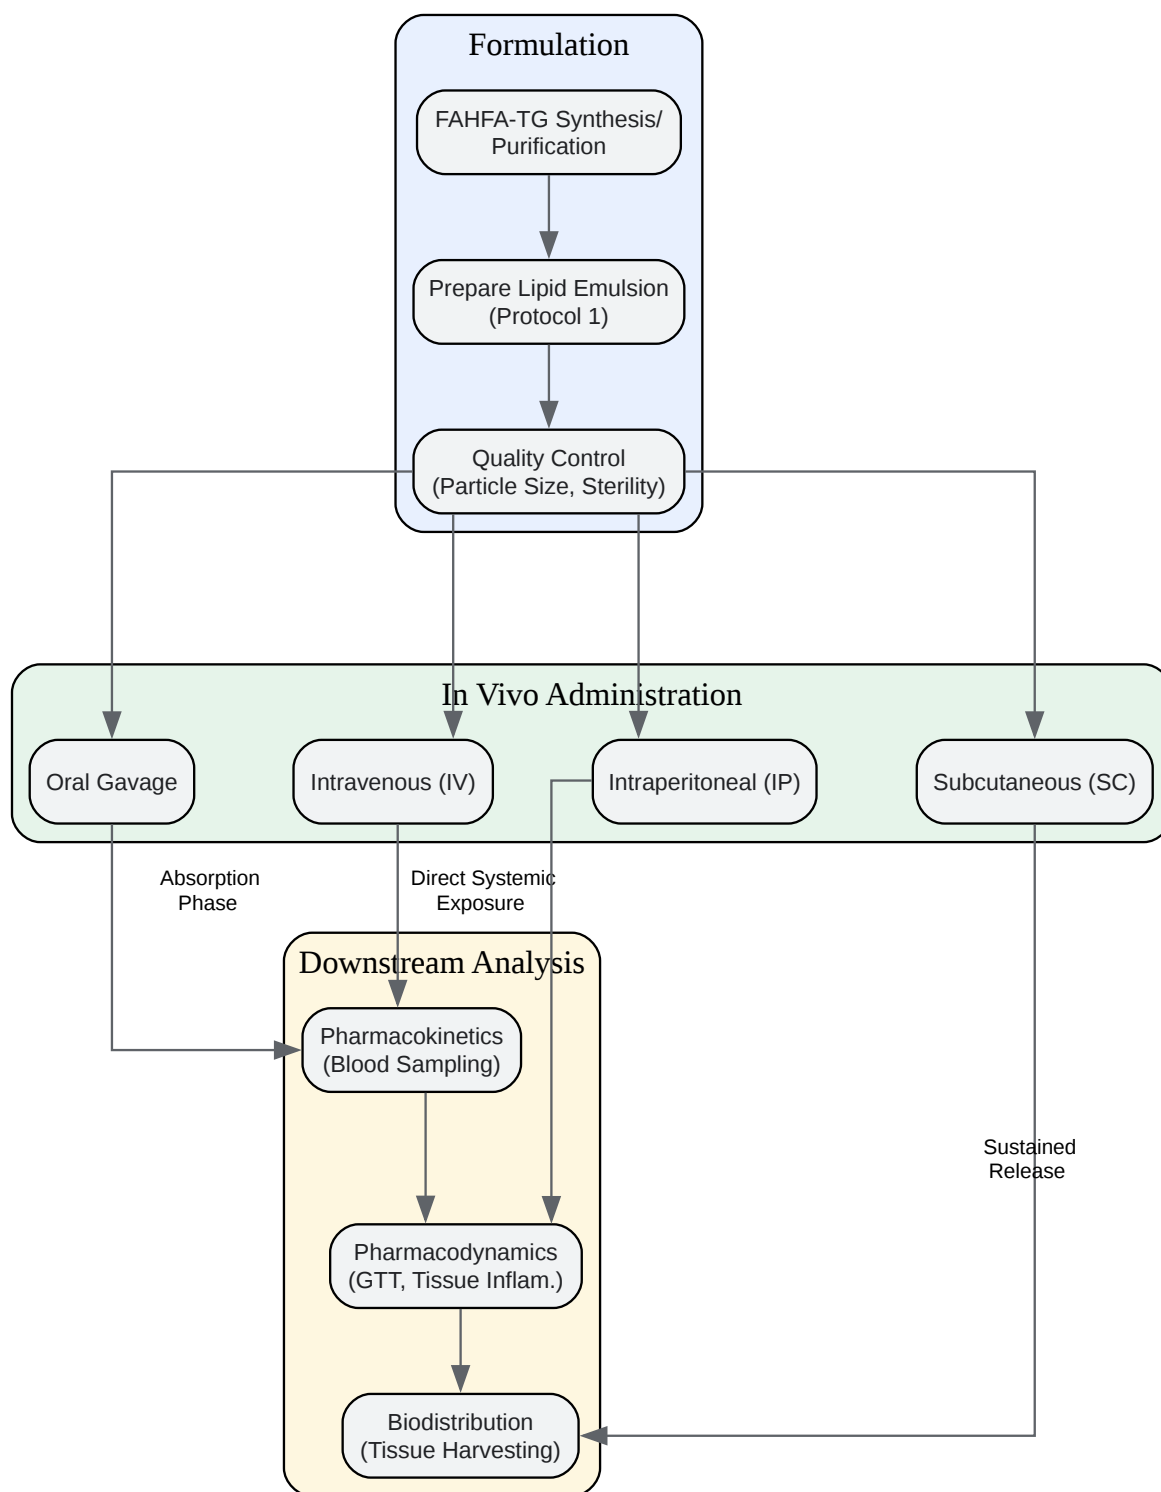 Formulation
FAHFA-TG Synthesis/
Purification
Prepare Lipid Emulsion
(Protocol 1)
Quality Control
(Particle Size, Sterility)
In Vivo Administration
Oral Gavage
Intravenous (IV)
Intraperitoneal (IP)
Subcutaneous (SC)
Absorption
Phase
Direct Systemic
Exposure
Downstream Analysis
Pharmacokinetics
(Blood Sampling)
Sustained
Release
Pharmacodynamics
(GTT, Tissue Inflam.)
Biodistribution
(Tissue Harvesting)